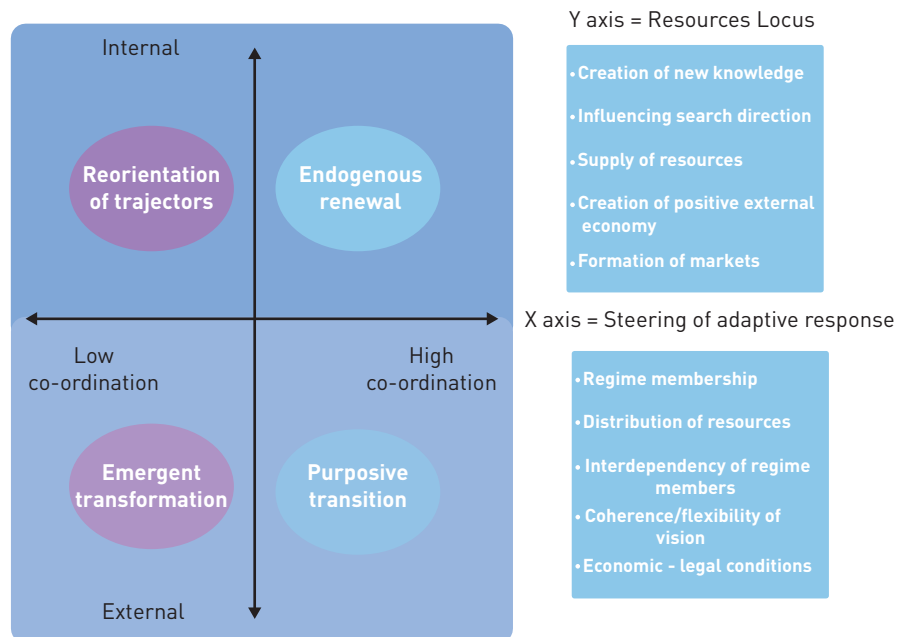 Internal
Reorientation
of trajectors
Endogenous
renewal
Low
co-ordination
High
co-ordination
Emergent
transformation
Purposive
transition
External
Y axis = Resources Locus
•Creation of new knowledge
•Influencing search direction
•Supply of resources
•Creation of positive external
economy
•Formation of markets
X axis = Steering of adaptive response
•Regime membership
•Distribution of resources
•Interdependency of regime
members
•Coherence/flexibility of
vision
•Economic - legal conditions